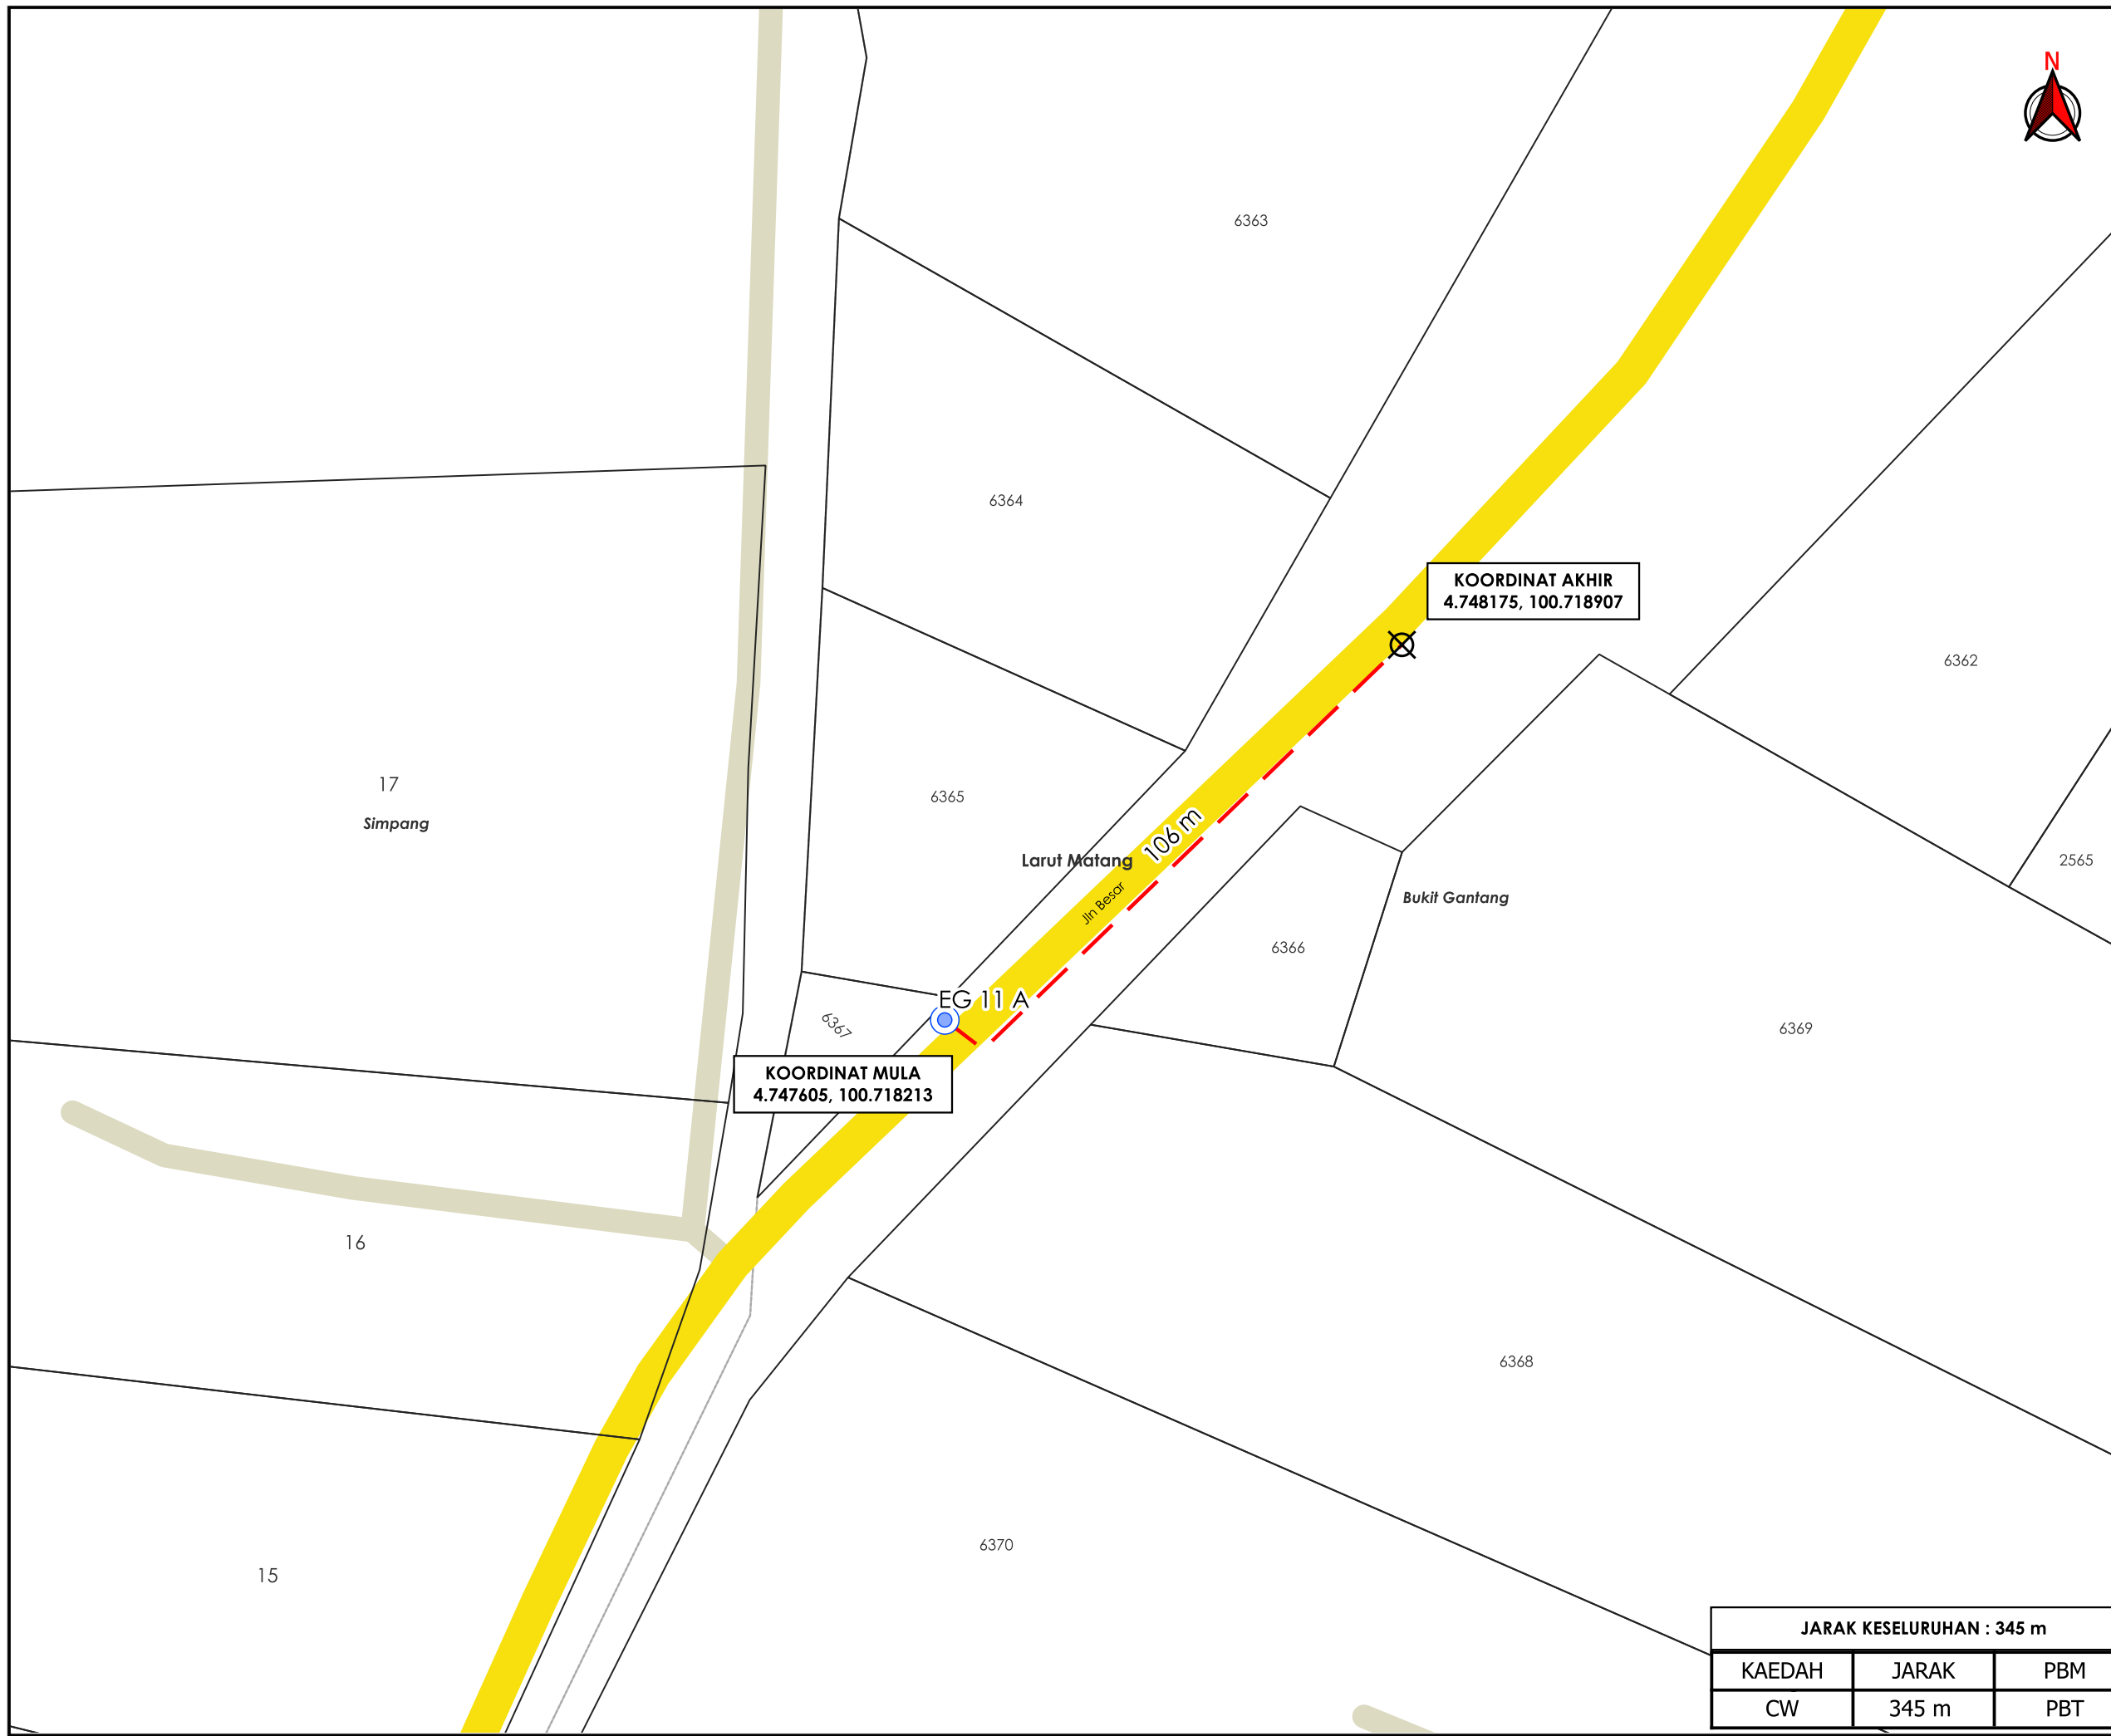 N
6363
6364
KOORDINAT AKHIR
4.748175, 100.718907
6362
17
Simpang
6365
106 m
Larut Matang
Jln Besar
2565
Bukit Gantang
6366
EG 11 A
6367
6369
KOORDINAT MULA
4.747605, 100.718213
16
6368
6370
15
JARAK KESELURUHAN : 345 m
KAEDAH JARAK PBM
CW 345 m PBT